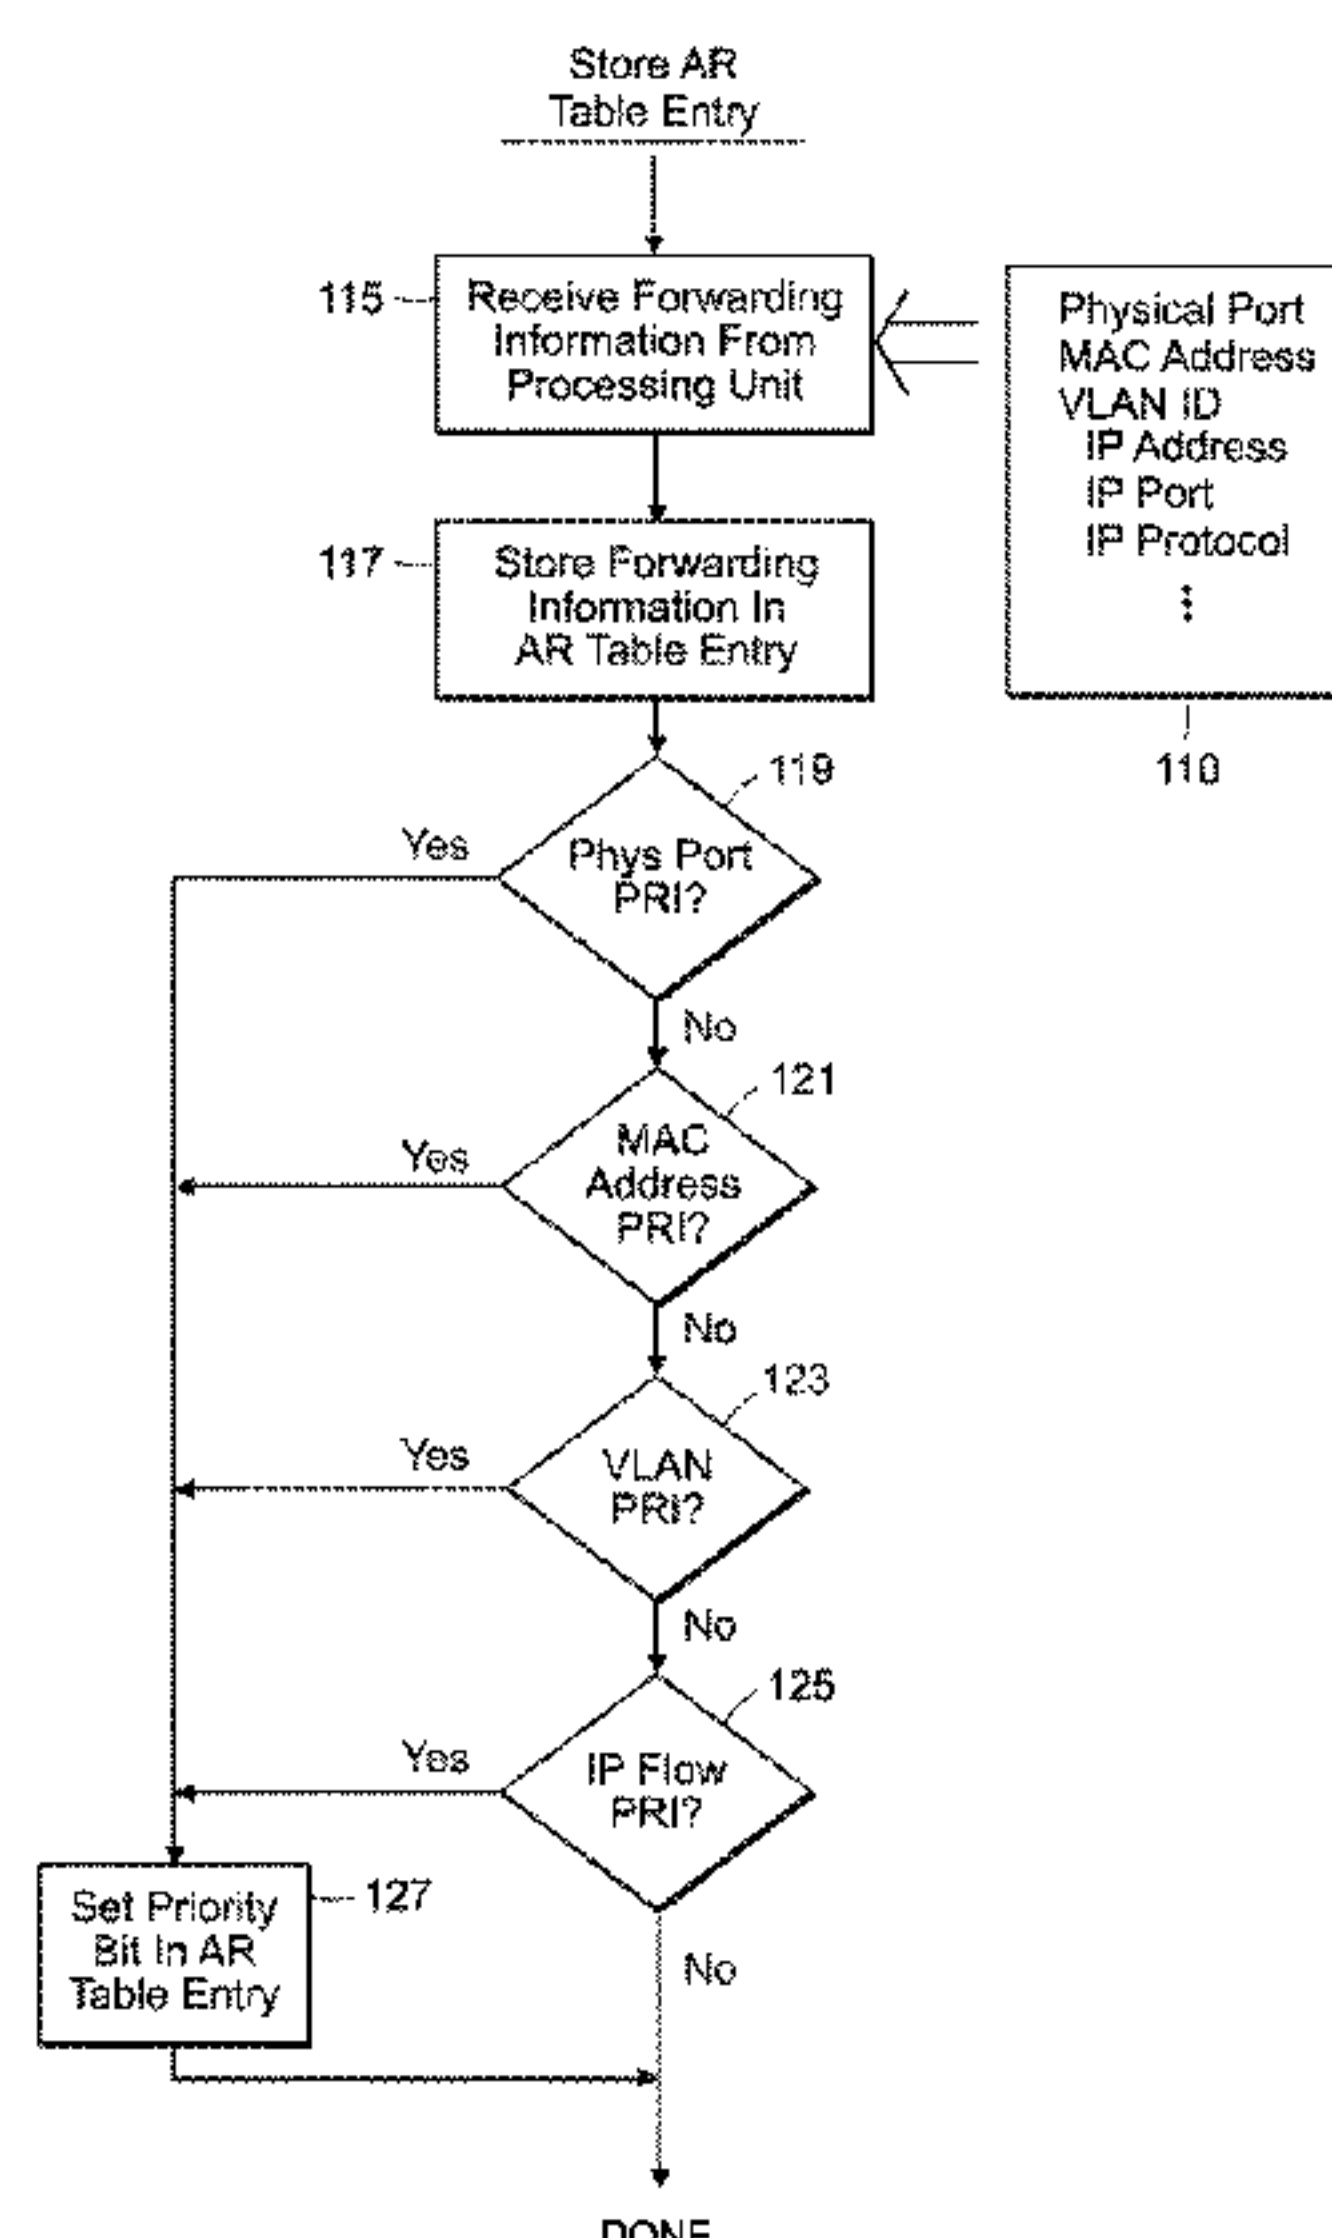 Store AR
Table Entry
115
Receive Forwarding
Information From
Processing Unit
Physical Port
MAC Address
VLAN ID
IP Address
IP Port
IP Protocol
110
117
Store Forwarding
Information In
AR Table Entry
119
Phys Port
PRI?
Yes
No
121
MAC
Address
PRI?
Yes
No
123
VLAN
PRI?
Yes
No
125
IP Flow
PRI?
Yes
No
127
Set Priority
Bit In AR
Table Entry
DONE